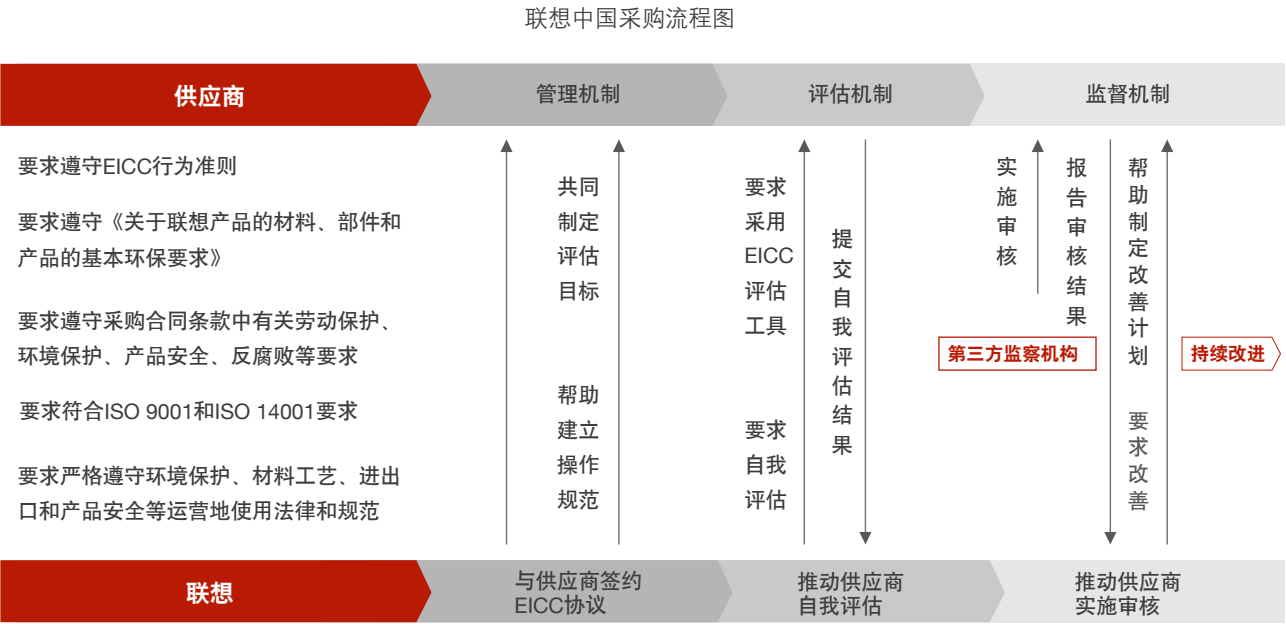 联想中国采购流程图
供应商
管理机制
评估机制
监督机制
要求遵守EICC行为准则
要求遵守《关于联想产品的材料、部件和
产品的基本环保要求》
要求遵守采购合同条款中有关劳动保护、
环境保护、产品安全、反腐败等要求
要求符合ISO 9001和ISO 14001要求
要求严格遵守环境保护、材料工艺、进出
口和产品安全等运营地使用法律和规范
共同
制定
评估
目标
帮助
建立
操作
规范
要求
采用
EICC
评估
工具
要求
自我
评估
提交自我评估结果
实施审核
报告审核结果
第三方监察机构
帮助制定改善计划
要求改善
持续改进
联想
与供应商签约
EICC协议
推动供应商
自我评估
推动供应商
实施审核